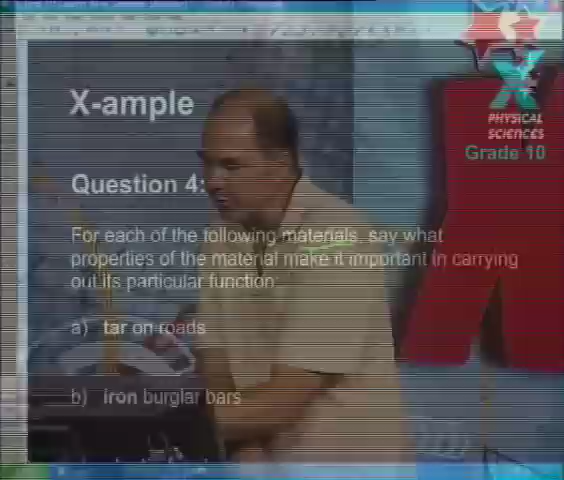 X-ample
PHYSICAL
SCIENCES
Grade 10
Question 4:
For each of the following materials, say what
properties of the material make it important in carrying
out its particular function
a) tar on roads
b) iron burglar bars